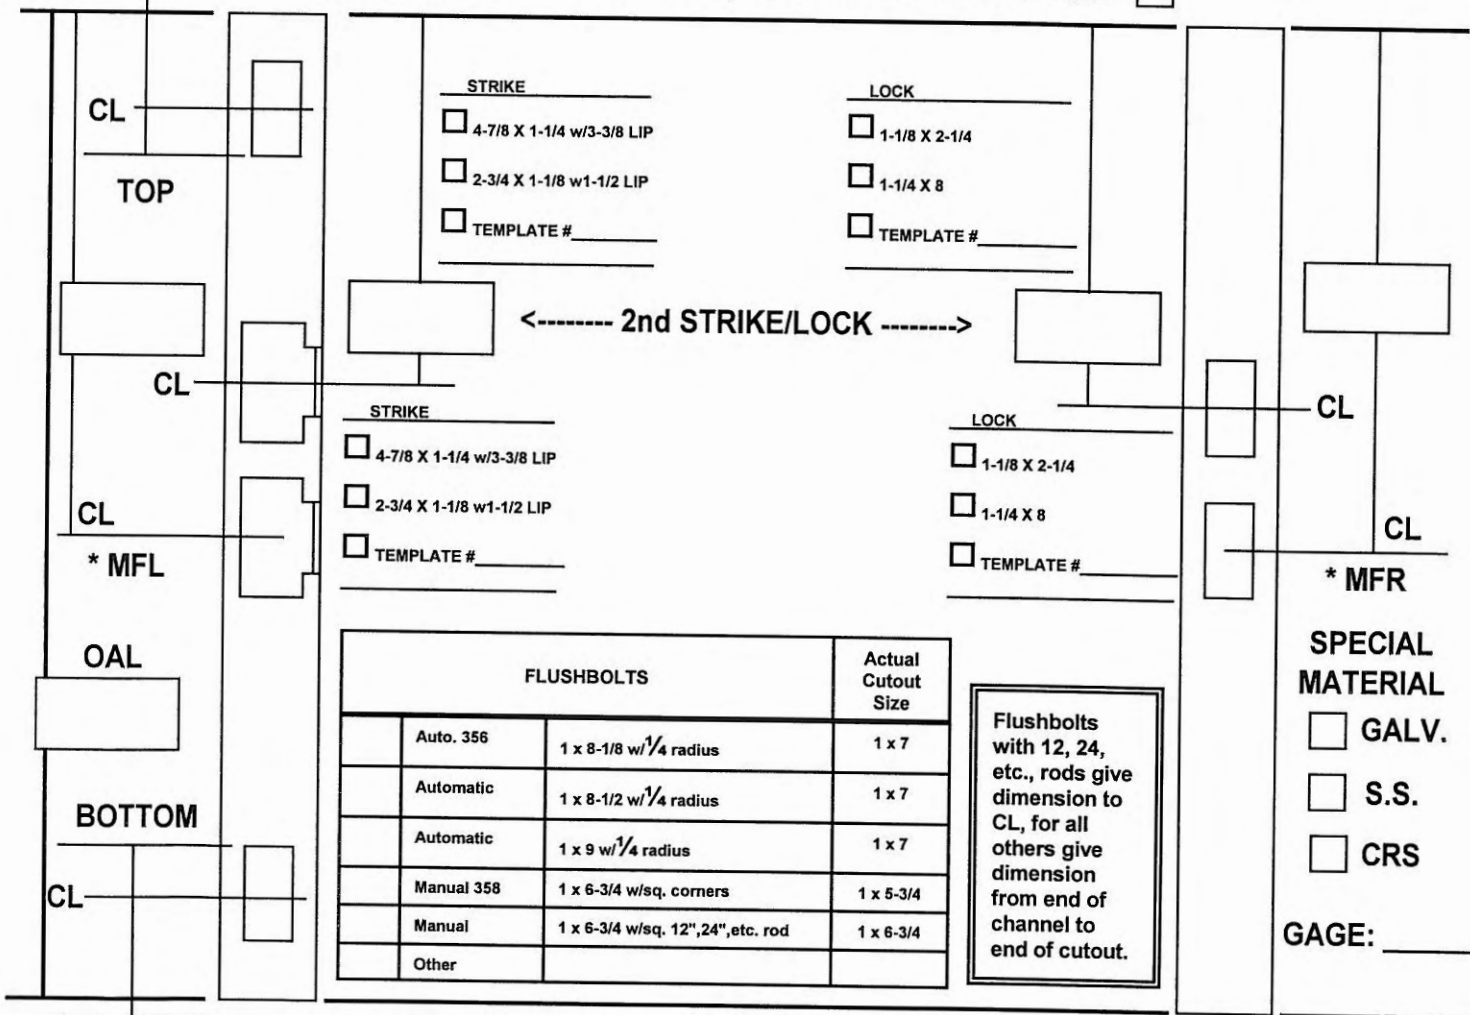 STRIKE
4-7/8 X 1-1/4 w/3-3/8 LIP
2-3/4 X 1-1/8 w1-1/2 LIP
TEMPLATE #
LOCK
1-1/8 X 2-1/4
1-1/4 X 8
TEMPLATE #
CL
TOP
<-------- 2nd STRIKE/LOCK -------->
CL
CL
STRIKE
4-7/8 X 1-1/4 w/3-3/8 LIP
2-3/4 X 1-1/8 w1-1/2 LIP
TEMPLATE #
LOCK
1-1/8 X 2-1/4
1-1/4 X 8
TEMPLATE #
CL
* MFL
CL
* MFR
OAL
BOTTOM
CL
FLUSHBOLTS Actual Cutout Size
Auto. 356 1 x 8-1/8 w/1/4 radius 1 x 7
Automatic 1 x 8-1/2 w/1/4 radius 1 x 7
Automatic 1 x 9 w/1/4 radius 1 x 7
Manual 358 1 x 6-3/4 w/sq. corners 1 x 5-3/4
Manual 1 x 6-3/4 w/sq. 12",24",etc. rod 1 x 6-3/4
Other
Flushbolts
with 12, 24,
etc., rods give
dimension to
CL, for all
others give
dimension
from end of
channel to
end of cutout.
SPECIAL
MATERIAL
GALV.
S.S.
CRS
GAGE: